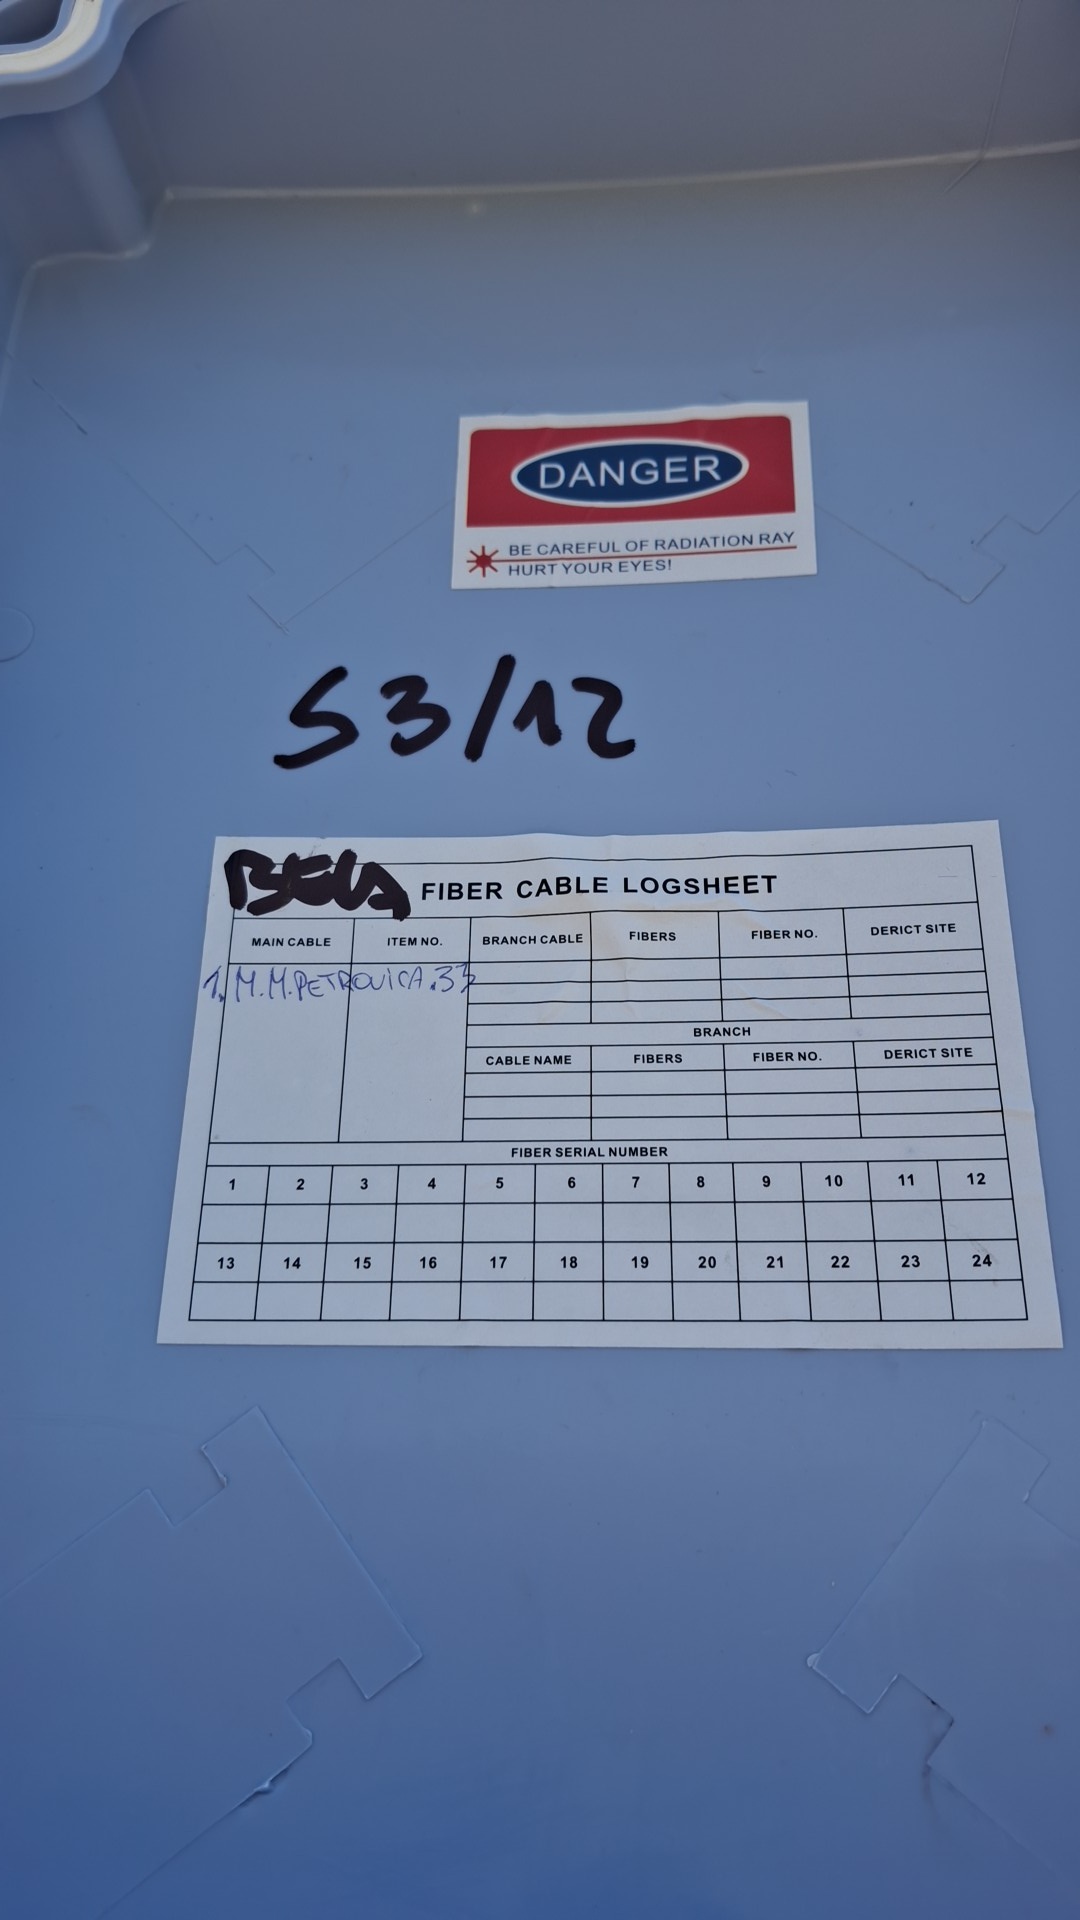 DANGER
BE CAREFUL OF RADIATION RAY
HURT YOUR EYES!
S3/12
BELA
FIBER CABLE LOGSHEET
MAIN CABLE ITEM NO. BRANCH CABLE FIBERS FIBER NO. DERICT SITE
1. M.M.PETROVICA.33
BRANCH
CABLE NAME FIBERS FIBER NO. DERICT SITE
FIBER SERIAL NUMBER
1 2 3 4 5 6 7 8 9 10 11 12
13 14 15 16 17 18 19 20 21 22 23 24